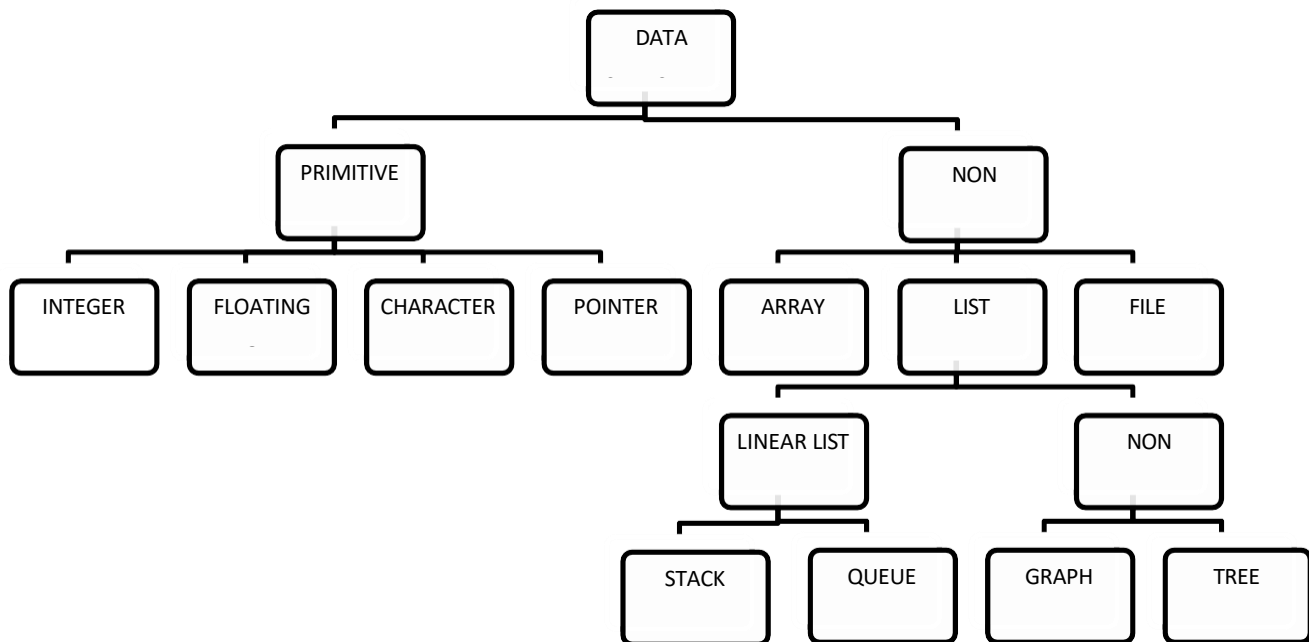 DATA
PRIMITIVE
NON
INTEGER
FLOATING
CHARACTER
POINTER
ARRAY
LIST
FILE
LINEAR LIST
NON
STACK
QUEUE
GRAPH
TREE